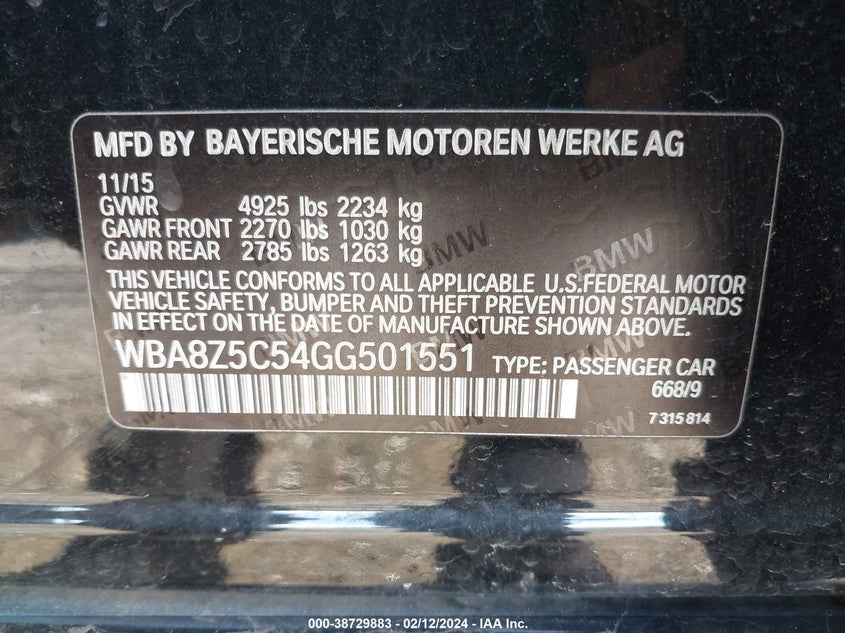 MFD BY BAYERISCHE MOTOREN WERKE AG
11/15
GVWR 4925 lbs 2234 kg
GAWR FRONT 2270 lbs 1030 kg
GAWR REAR 2785 lbs 1263 kg
THIS VEHICLE CONFORMS TO ALL APPLICABLE U.S.FEDERAL MOTOR
VEHICLE SAFETY, BUMPER AND THEFT PREVENTION STANDARDS
IN EFFECT ON THE DATE OF MANUFACTURE SHOWN ABOVE.
WBA8Z5C54GG501551 TYPE: PASSENGER CAR
668/9
7 315 814
BMW
BMW
BMW
000-38729883 - 02/12/2024 - IAA Inc.